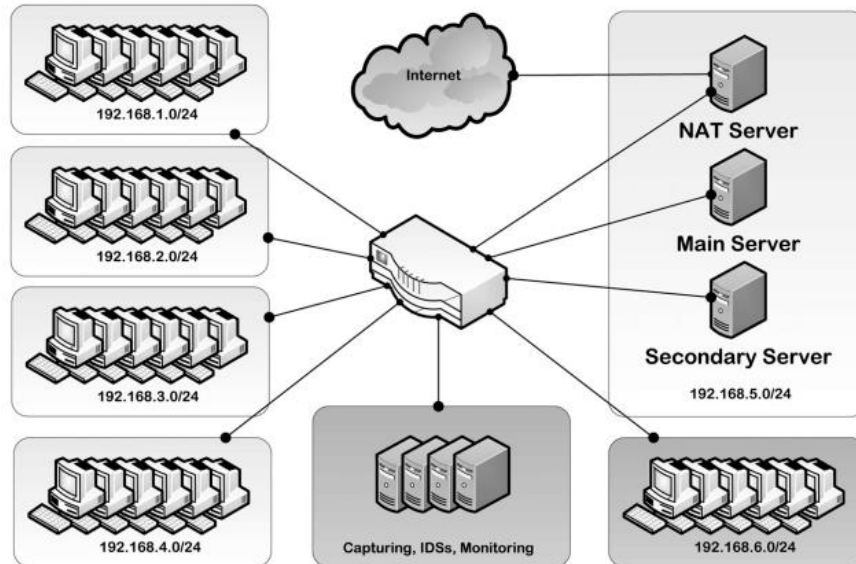 192.168.1.0/24
192.168.2.0/24
192.168.3.0/24
192.168.4.0/24
Internet
Capturing, IDSs, Monitoring
NAT Server
Main Server
Secondary Server
192.168.5.0/24
192.168.6.0/24